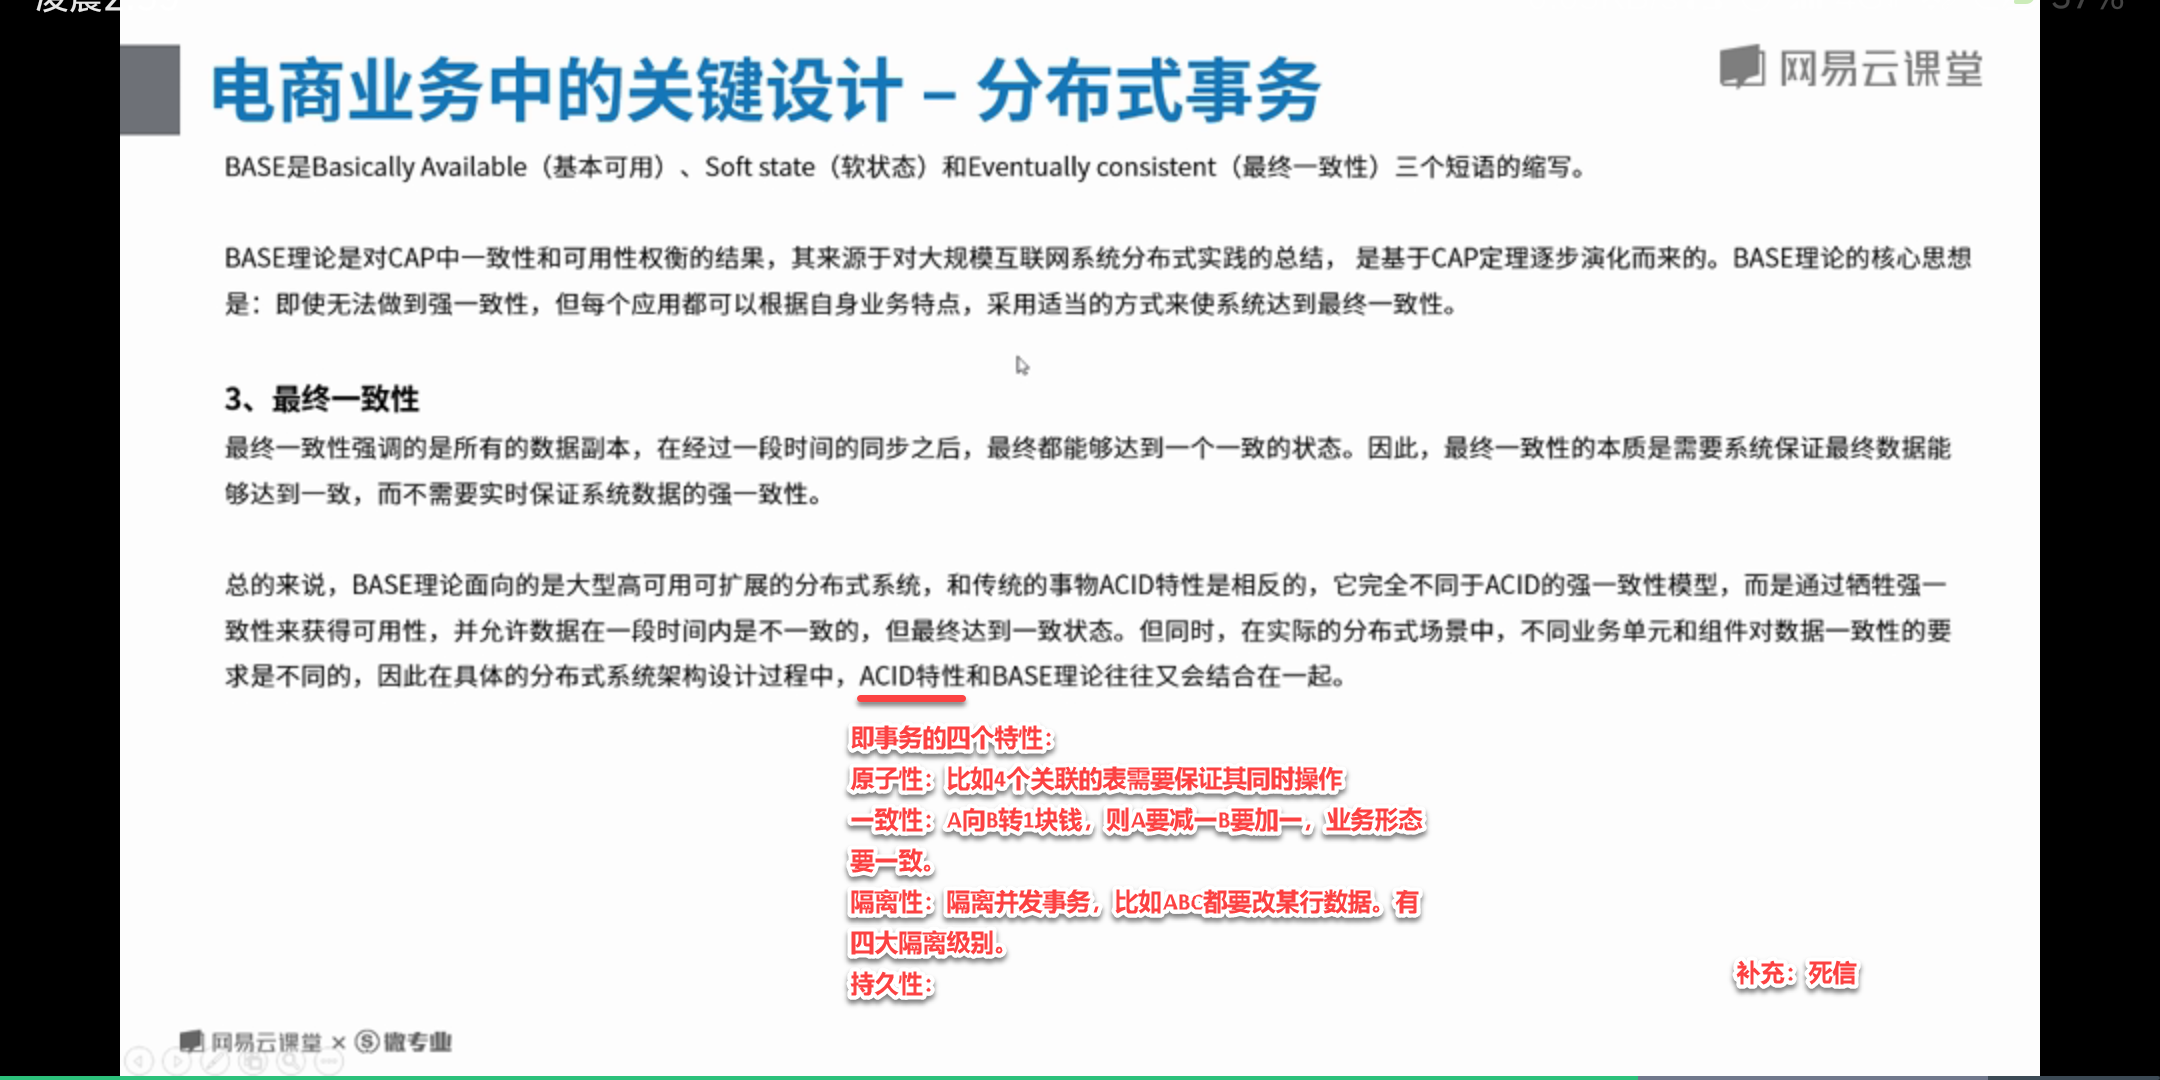 电商业务中的关键设计 – 分布式事务
网易云课堂
BASE是Basically Available（基本可用）、Soft state（软状态）和Eventually consistent（最终一致性）三个短语的缩写。
BASE理论是对CAP中一致性和可用性权衡的结果，其来源于对大规模互联网系统分布式实践的总结， 是基于CAP定理逐步演化而来的。BASE理论的核心思想
是：即使无法做到强一致性，但每个应用都可以根据自身业务特点，采用适当的方式来使系统达到最终一致性。
3、最终一致性
最终一致性强调的是所有的数据副本，在经过一段时间的同步之后，最终都能够达到一个一致的状态。因此，最终一致性的本质是需要系统保证最终数据能
够达到一致，而不需要实时保证系统数据的强一致性。
总的来说，BASE理论面向的是大型高可用可扩展的分布式系统，和传统的事物ACID特性是相反的，它完全不同于ACID的强一致性模型，而是通过牺牲强一
致性来获得可用性，并允许数据在一段时间内是不一致的，但最终达到一致状态。但同时，在实际的分布式场景中，不同业务单元和组件对数据一致性的要
求是不同的，因此在具体的分布式系统架构设计过程中，ACID特性和BASE理论往往又会结合在一起。
即事务的四个特性：
原子性：比如4个关联的表需要保证其同时操作
一致性：A向B转1块钱，则A要减一B要加一，业务形态
要一致。
隔离性：隔离并发事务，比如ABC都要改某行数据。有
四大隔离级别。
持久性：
补充：死信
网易云课堂 × 微专业